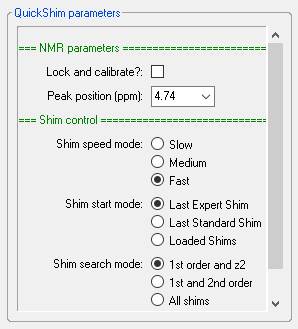 QuickShim parameters
=== NMR parameters ===
Lock and calibrate?:
Peak position (ppm): 4.74
=== Shim control ===
Shim speed mode: Slow
Medium
Fast
Shim start mode: Last Expert Shim
Last Standard Shim
Loaded Shims
Shim search mode: 1st order and z2
1st and 2nd order
All shims